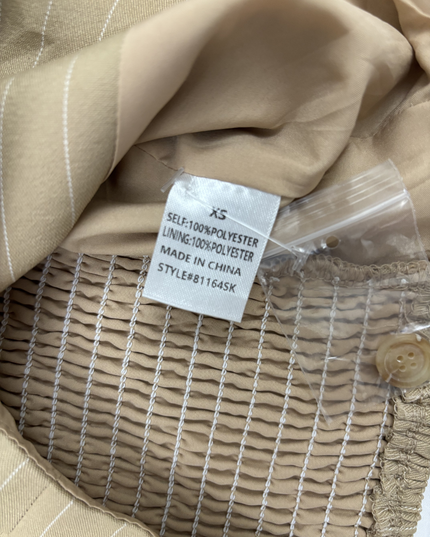 XS
SELF:100%POLYESTER
LINING:100%POLYESTER
MADE IN CHINA
STYLE#81164SK